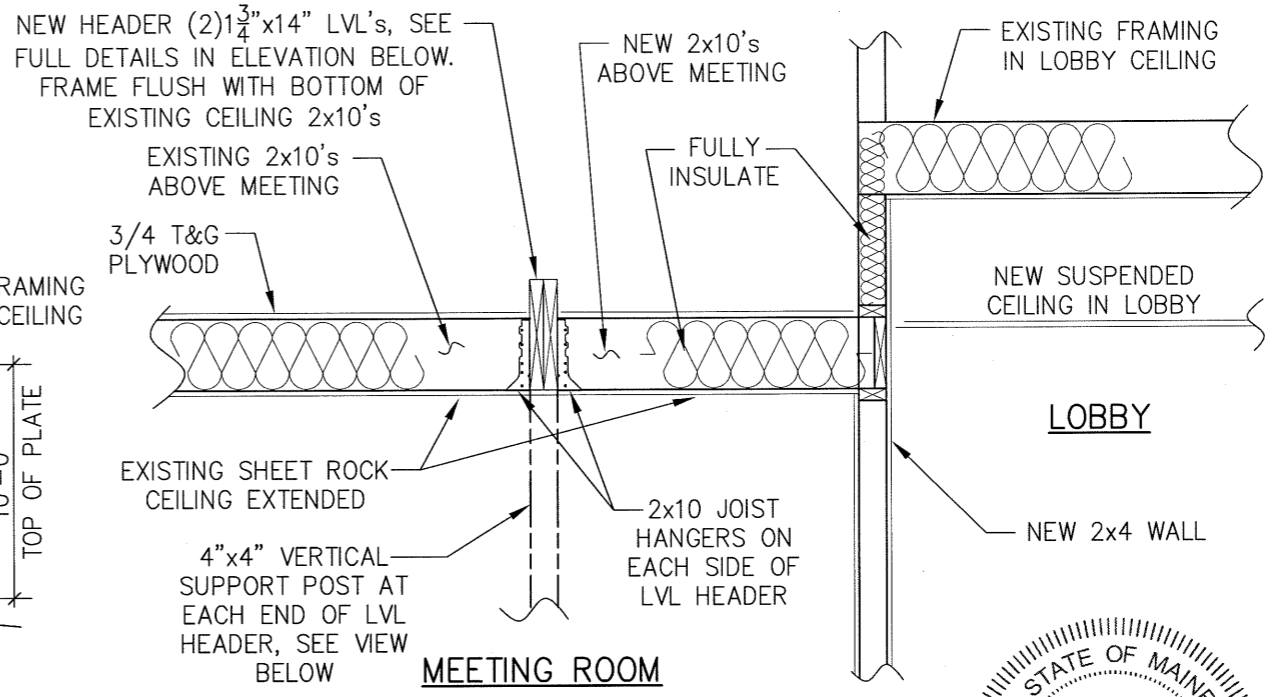 NEW HEADER (2)1 3/4"x14" LVL's, SEE
FULL DETAILS IN ELEVATION BELOW.
FRAME FLUSH WITH BOTTOM OF
EXISTING CEILING 2x10's
EXISTING 2x10's
ABOVE MEETING
3/4 T&G
PLYWOOD
RAMING
CEILING
TOP OF PLATE
EXISTING SHEET ROCK
CEILING EXTENDED
4"x4" VERTICAL
SUPPORT POST AT
EACH END OF LVL
HEADER, SEE VIEW
BELOW
MEETING ROOM
NEW 2x10's
ABOVE MEETING
FULLY
INSULATE
2x10 JOIST
HANGERS ON
EACH SIDE OF
LVL HEADER
EXISTING FRAMING
IN LOBBY CEILING
NEW SUSPENDED
CEILING IN LOBBY
LOBBY
NEW 2x4 WALL
STATE OF MAINE